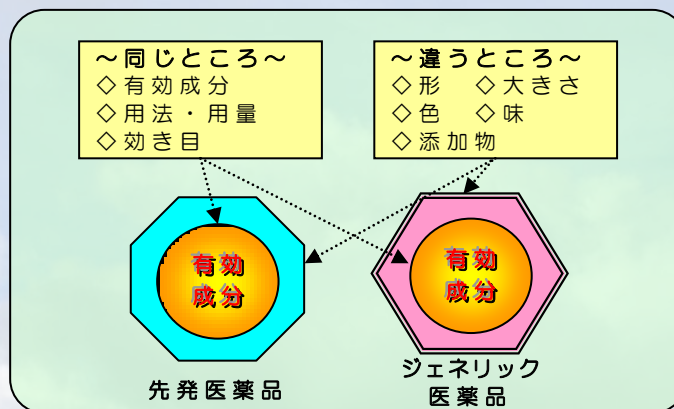 ～同じところ～
◇有効成分
◇用法・用量
◇効き目
～違うところ～
◇形 ◇大きさ
◇色 ◇味
◇添加物
有効
成分
有効
成分
先発医薬品
ジェネリック
医薬品